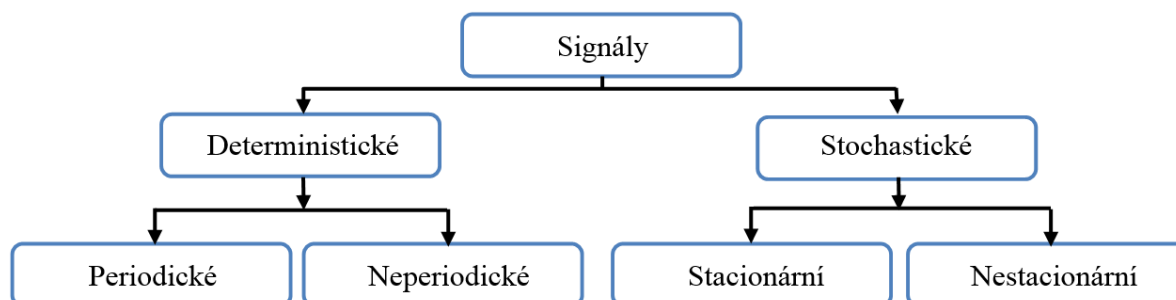 Signály
Deterministické
Stochastické
Periodické
Neperiodické
Stacionární
Nestacionární